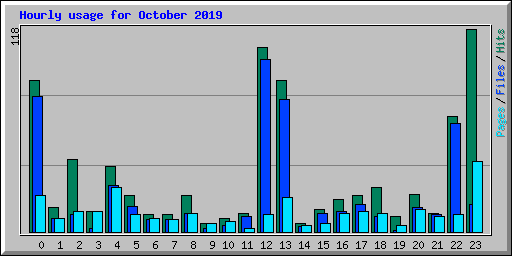 Hourly usage for October 2019
118
Pages/Files/Hits
0 1 2 3 4 5 6 7 8 9 10 11 12 13 14 15 16 17 18 19 20 21 22 23